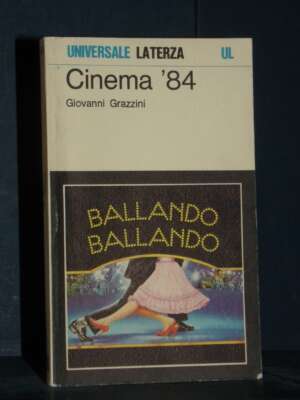 UNIVERSALE LATERZA UL
Cinema '84
Giovanni Grazzini
BALLANDO
BALLANDO